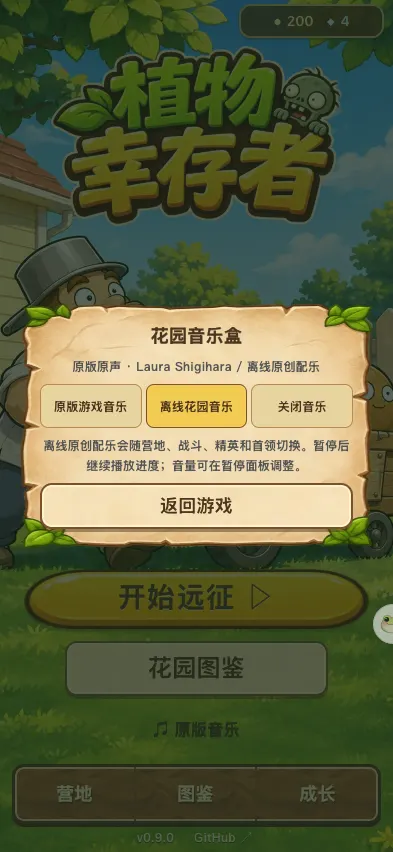 ● 200 ◆ 4
植物
幸存者
花园音乐盒
原版原声 · Laura Shigihara / 离线原创配乐
原版游戏音乐
离线花园音乐
关闭音乐
离线原创配乐会随营地、战斗、精英和首领切换。暂停后
继续播放进度；音量可在暂停面板调整。
返回游戏
开始远征 ▷
花园图鉴
♫ 原版音乐
营地
图鉴
成长
v0.9.0 GitHub